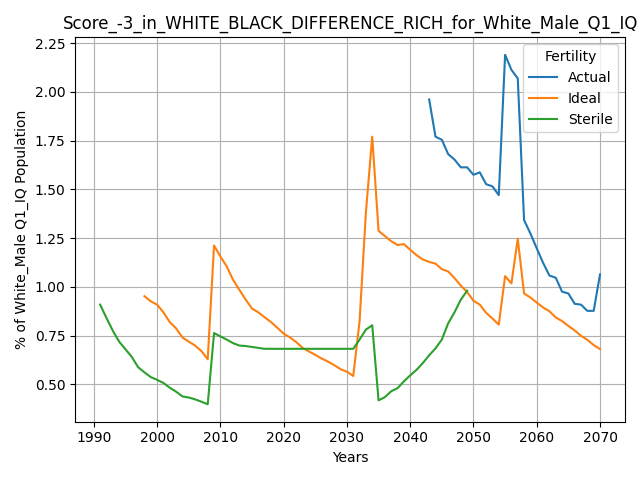 Score_-3_in_WHITE_BLACK_DIFFERENCE_RICH_for_White_Male_Q1_IQ
% of White_Male Q1_IQ Population
2.25
2.00
1.75
1.50
1.25
1.00
0.75
0.50
Fertility
Actual
Ideal
Sterile
1990 2000 2010 2020 2030 2040 2050 2060 2070
Years